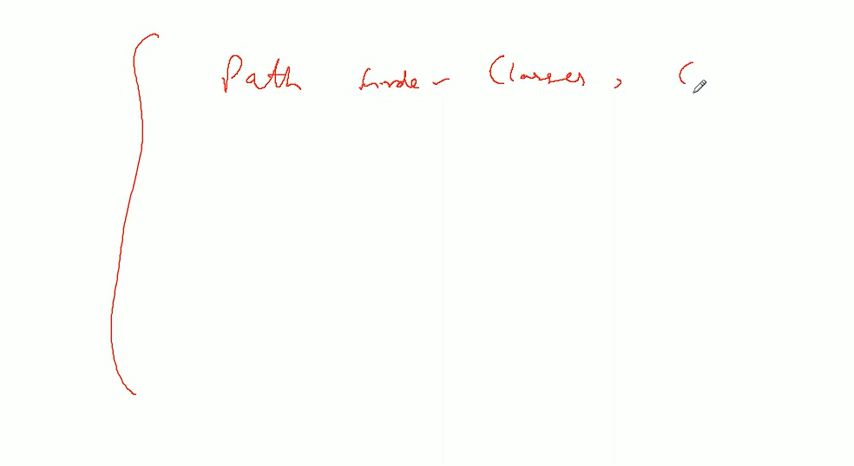 Path finder - Classes, C